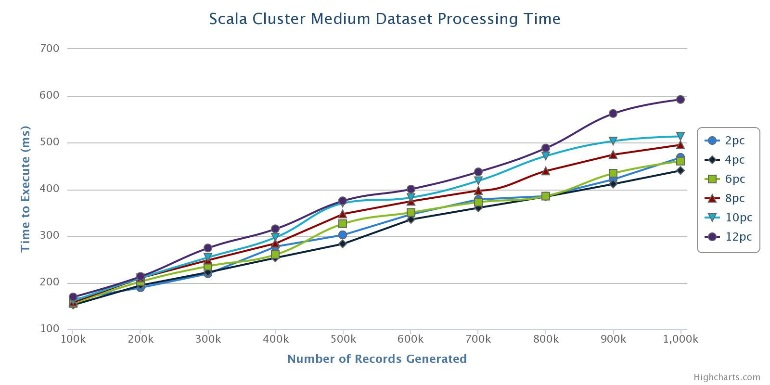 Scala Cluster Medium Dataset Processing Time
Time to Execute (ms)
700
600
500
400
300
200
100
100k 200k 300k 400k 500k 600k 700k 800k 900k 1,000k
Number of Records Generated
2pc
4pc
6pc
8pc
10pc
12pc
Highcharts.com